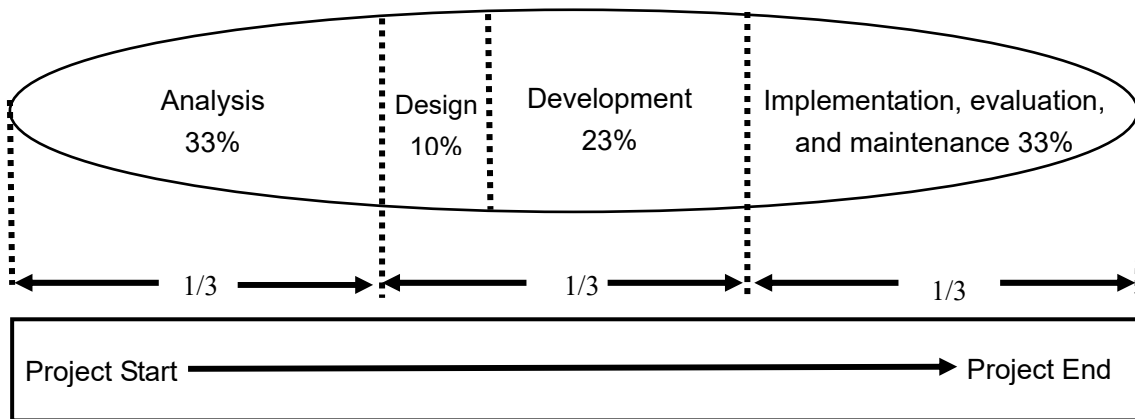 Analysis
33%
Design
10%
Development
23%
Implementation, evaluation,
and maintenance 33%
1/3
1/3
1/3
Project Start
Project End